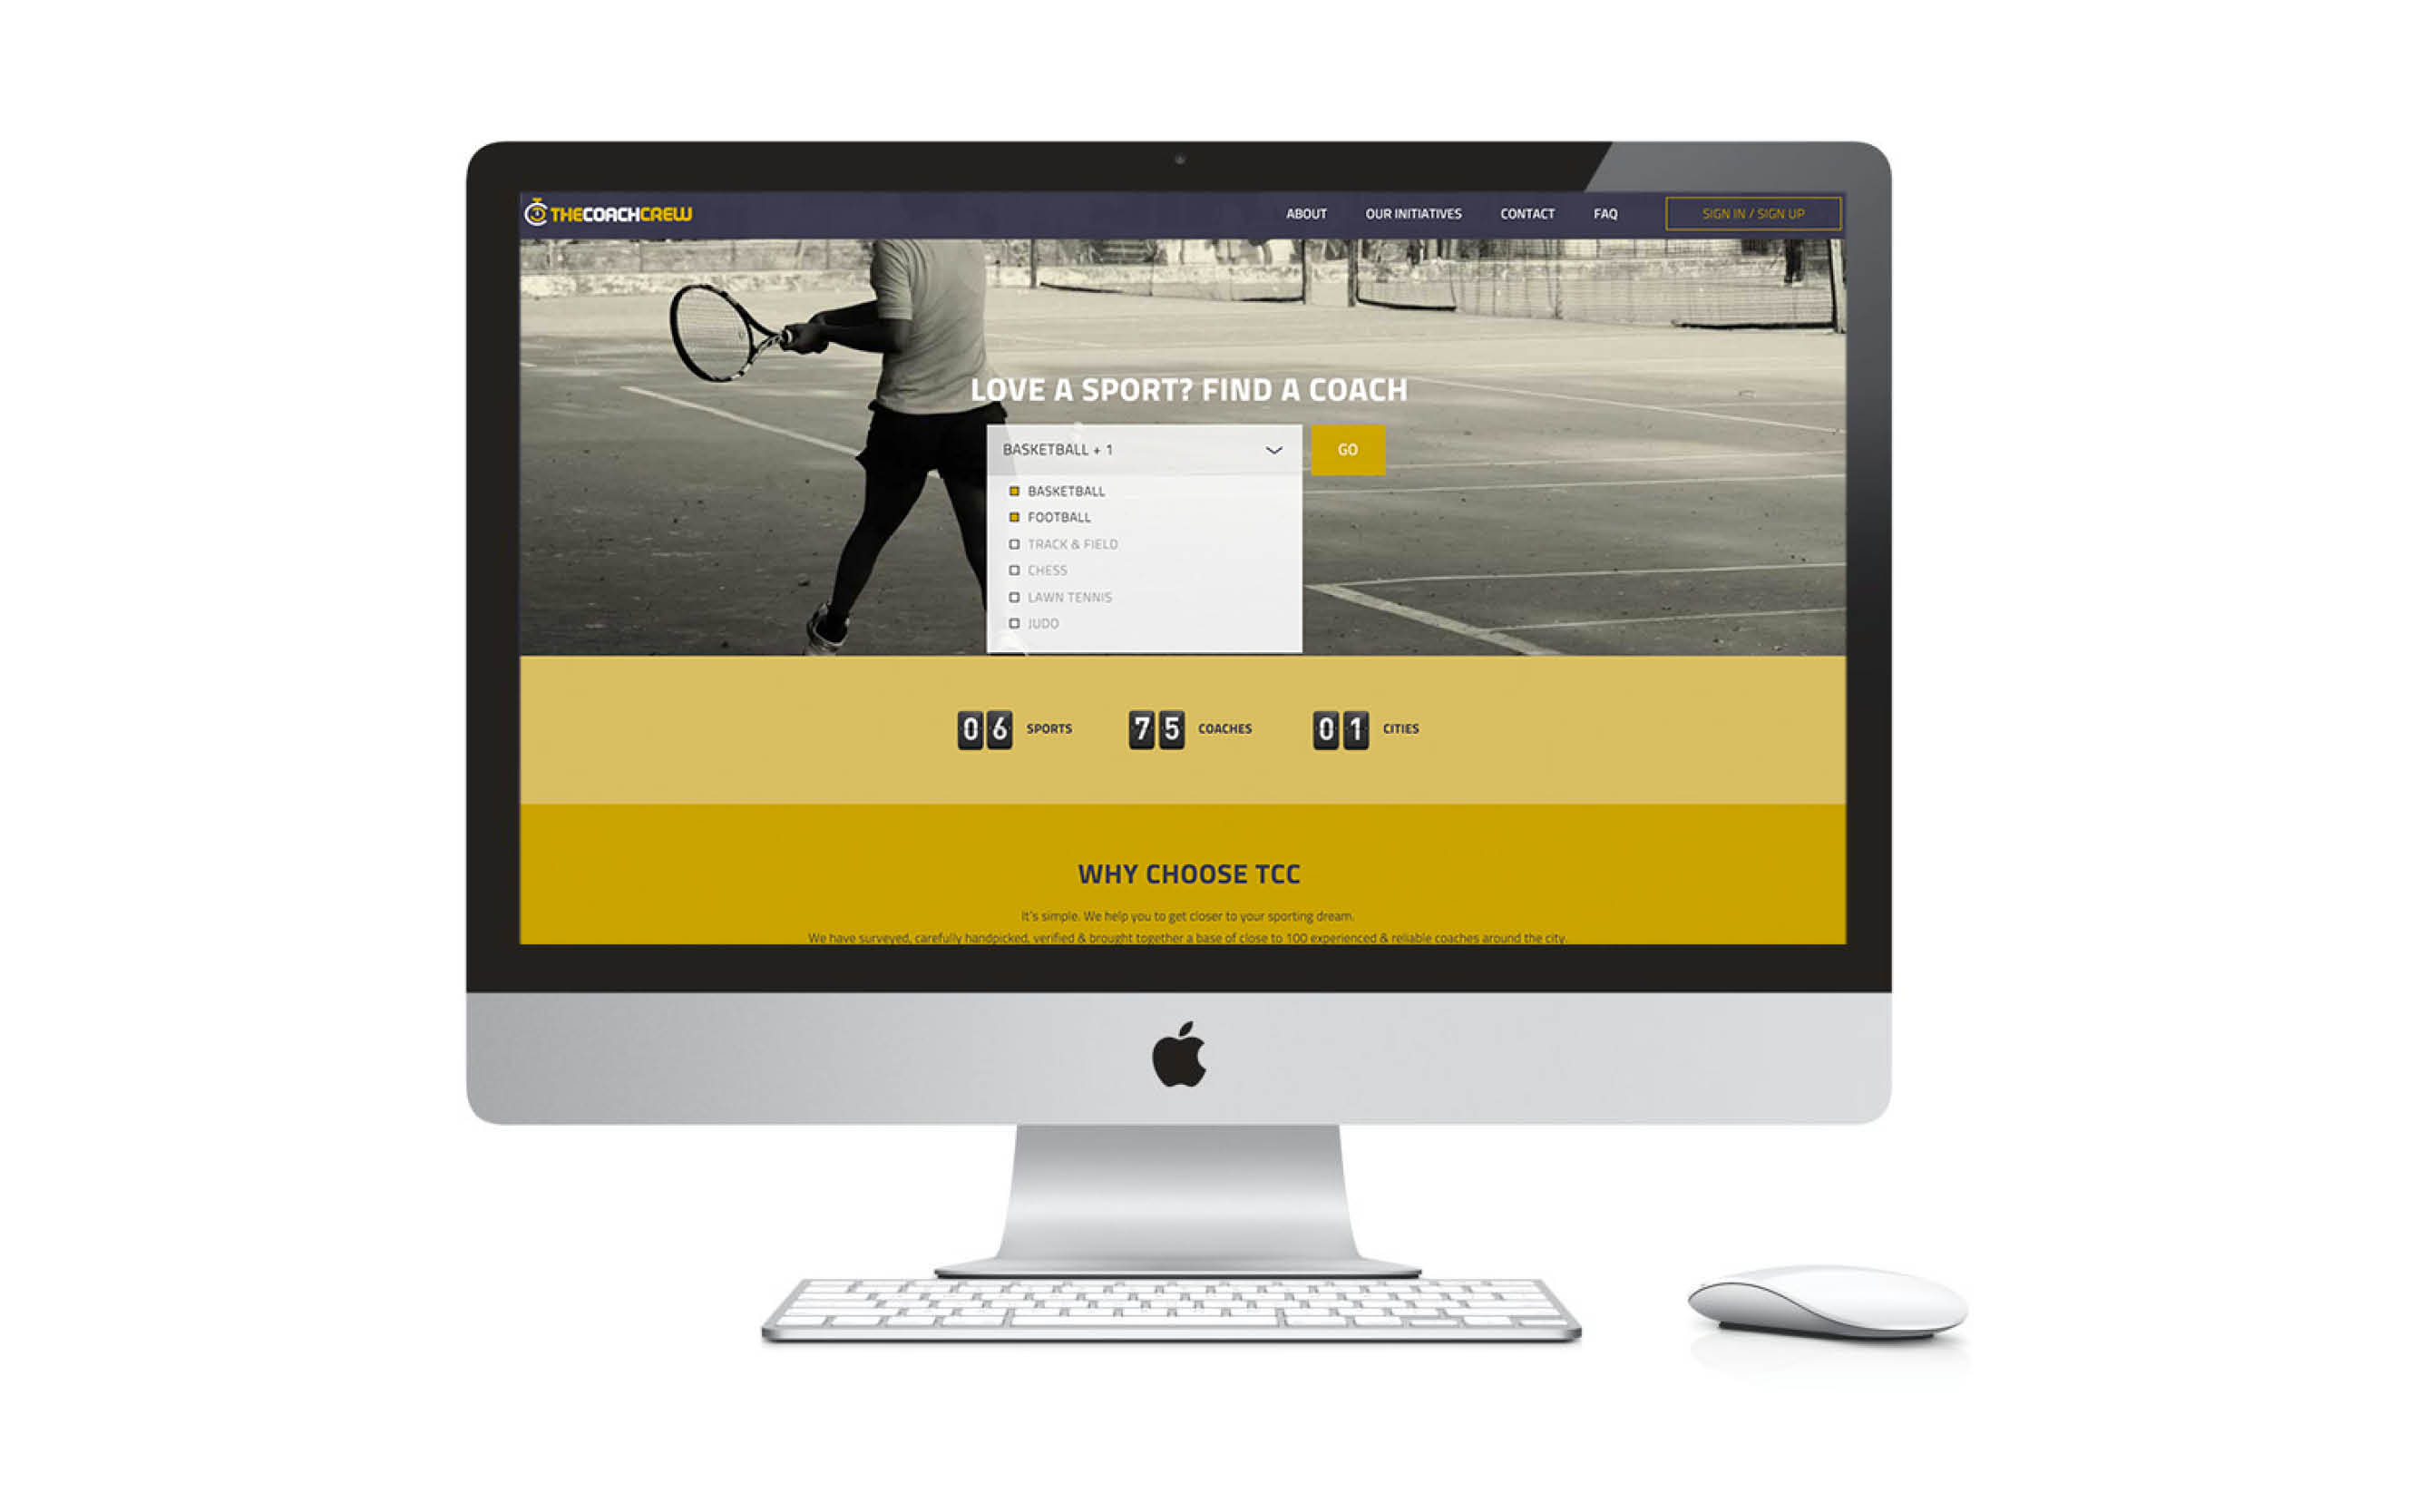 THECOACHCREW
ABOUT OUR INITIATIVES CONTACT FAQ SIGN IN / SIGN UP
LOVE A SPORT? FIND A COACH
BASKETBALL + 1 GO
BASKETBALL
FOOTBALL
TRACK & FIELD
CHESS
LAWN TENNIS
JUDO
06 SPORTS 75 COACHES 01 CITIES
WHY CHOOSE TCC
It's simple. We help you to get closer to your sporting dream.
We have surveyed, carefully handpicked, verified & brought together a base of close to 100 experienced & reliable coaches around the city.